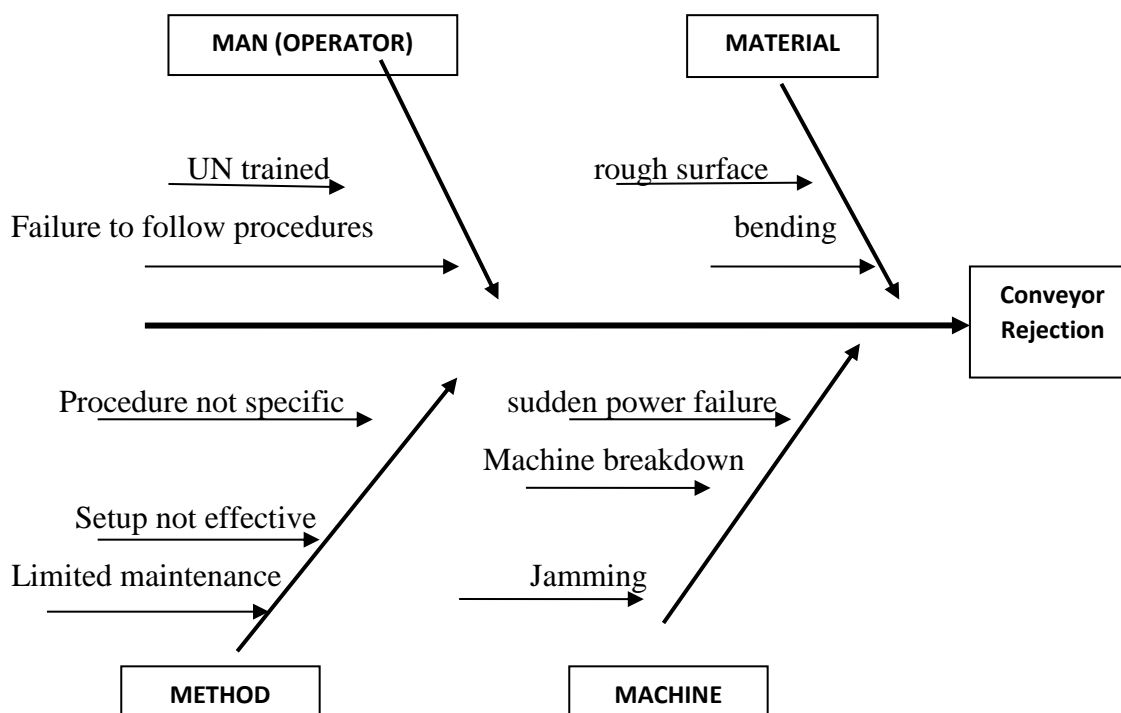 MAN (OPERATOR)
MATERIAL
UN trained
rough surface
Failure to follow procedures
bending
Conveyor
Rejection
Procedure not specific
sudden power failure
Machine breakdown
Setup not effective
Limited maintenance
Jamming
METHOD
MACHINE